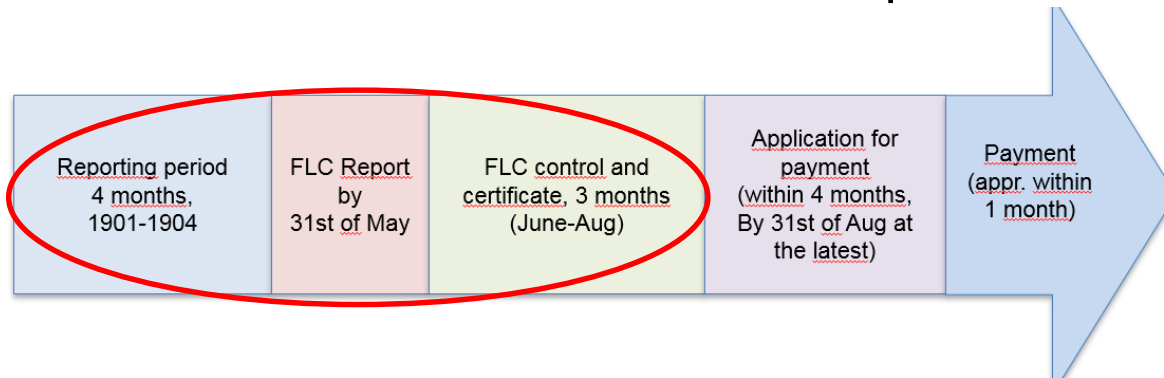 Reporting period
4 months,
1901-1904
FLC Report
by
31st of May
FLC control and
certificate, 3 months
(June-Aug)
Application for
payment
(within 4 months,
By 31st of Aug at
the latest)
Payment
(appr. within
1 month)